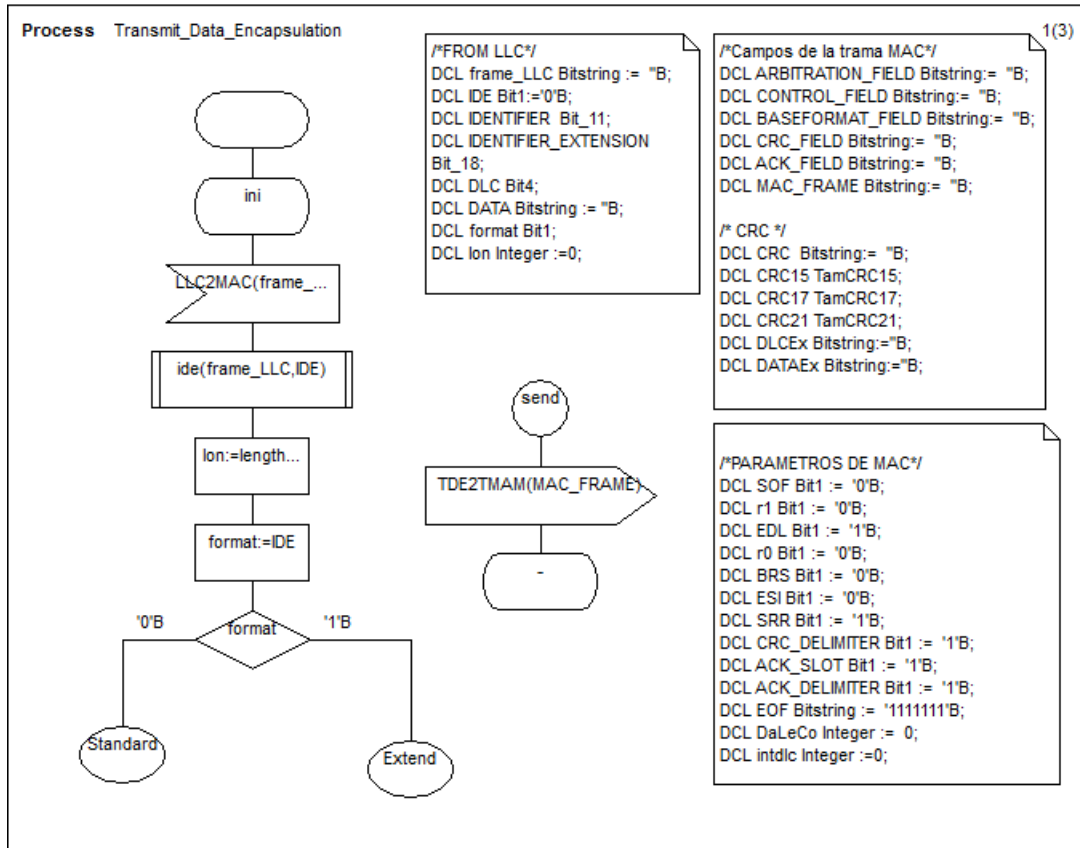 Process Transmit_Data_Encapsulation
1(3)
ini
LLC2MAC(frame_...
ide(frame_LLC,IDE)
lon:=length...
format:=IDE
format
'0'B
'1'B
Standard
Extend
/*FROM LLC*/
DCL frame_LLC Bitstring := ''B;
DCL IDE Bit1:='0'B;
DCL IDENTIFIER Bit_11;
DCL IDENTIFIER_EXTENSION
Bit_18;
DCL DLC Bit4;
DCL DATA Bitstring := ''B;
DCL format Bit1;
DCL lon Integer :=0;
send
TDE2TMAM(MAC_FRAME)
-
/*Campos de la trama MAC*/
DCL ARBITRATION_FIELD Bitstring:= ''B;
DCL CONTROL_FIELD Bitstring:= ''B;
DCL BASEFORMAT_FIELD Bitstring:= ''B;
DCL CRC_FIELD Bitstring:= ''B;
DCL ACK_FIELD Bitstring:= ''B;
DCL MAC_FRAME Bitstring:= ''B;
/* CRC */
DCL CRC Bitstring:= ''B;
DCL CRC15 TamCRC15;
DCL CRC17 TamCRC17;
DCL CRC21 TamCRC21;
DCL DLCEx Bitstring:=''B;
DCL DATAEx Bitstring:=''B;
/*PARAMETROS DE MAC*/
DCL SOF Bit1 := '0'B;
DCL r1 Bit1 := '0'B;
DCL EDL Bit1 := '1'B;
DCL r0 Bit1 := '0'B;
DCL BRS Bit1 := '0'B;
DCL ESI Bit1 := '0'B;
DCL SRR Bit1 := '1'B;
DCL CRC_DELIMITER Bit1 := '1'B;
DCL ACK_SLOT Bit1 := '1'B;
DCL ACK_DELIMITER Bit1 := '1'B;
DCL EOF Bitstring := '1111111'B;
DCL DaLeCo Integer := 0;
DCL intdlc Integer :=0;